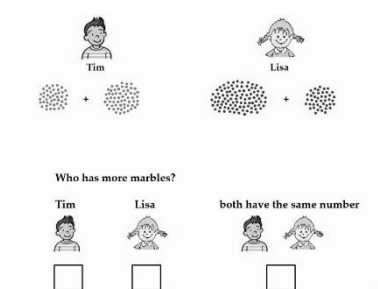 Tim Lisa
+ +
Who has more marbles?
Tim Lisa both have the same number